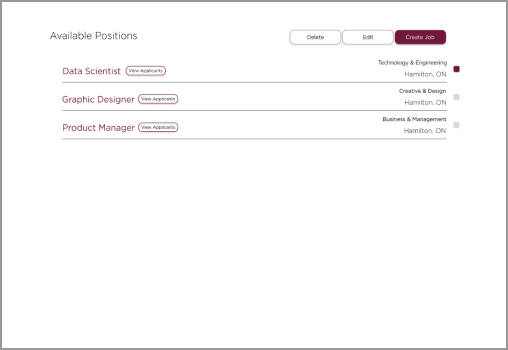 Available Positions
Delete
Edit
Create Job
Data Scientist
View Applicants
Technology & Engineering
Hamilton, ON
Graphic Designer
View Applicants
Creative & Design
Hamilton, ON
Product Manager
View Applicants
Business & Management
Hamilton, ON